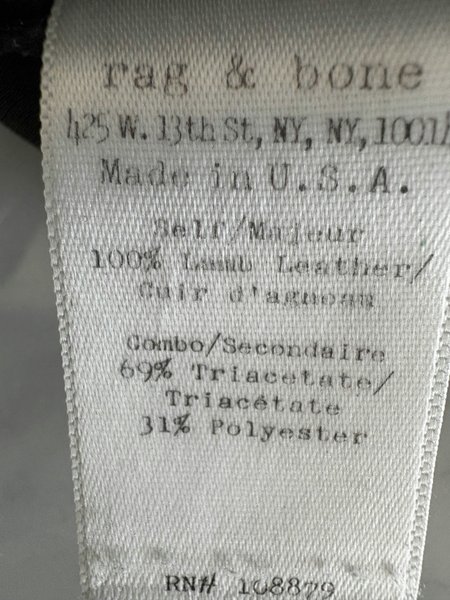 rag & bone
425 W. 13th St, NY, NY, 1001
Made in U.S.A.
Self/Majeur
100% Lamb Leather/
Cuir d'agneau
Combo/Secondaire
69% Triacetate/
Triacétate
31% Polyester
RN# 108879